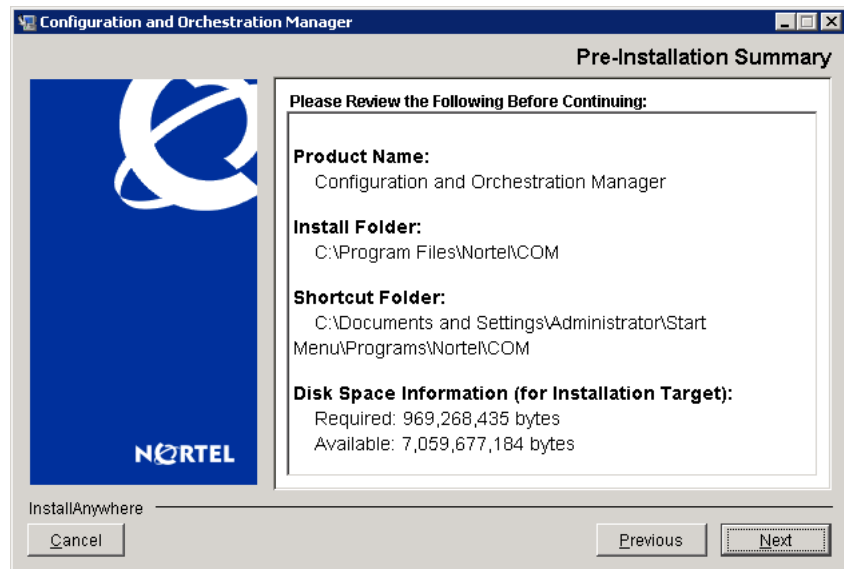 Configuration and Orchestration Manager
Pre-Installation Summary
Please Review the Following Before Continuing:
Product Name:
Configuration and Orchestration Manager
Install Folder:
C:\Program Files\Nortel\COM
Shortcut Folder:
C:\Documents and Settings\Administrator\Start
Menu\Programs\Nortel\COM
Disk Space Information (for Installation Target):
Required: 969,268,435 bytes
Available: 7,059,677,184 bytes
NORTEL
InstallAnywhere
Cancel
Previous
Next